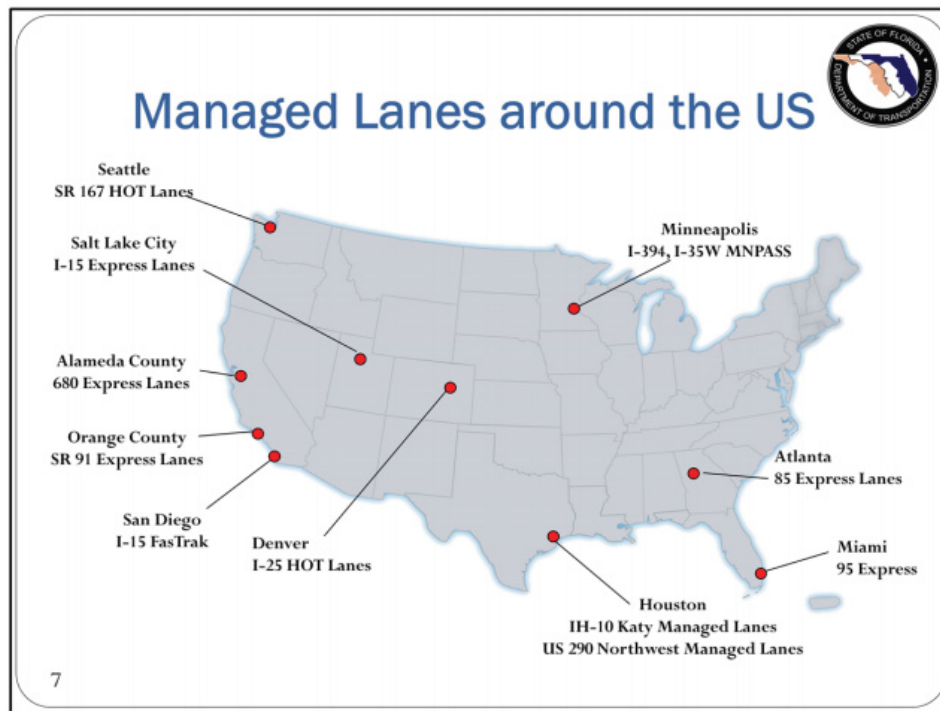 STATE OF FLORIDA
DEPARTMENT OF TRANSPORTATION
Managed Lanes around the US
Seattle
SR 167 HOT Lanes
Salt Lake City
I-15 Express Lanes
Minneapolis
I-394, I-35W MNPASS
Alameda County
680 Express Lanes
Orange County
SR 91 Express Lanes
San Diego
I-15 FasTrak
Denver
I-25 HOT Lanes
Atlanta
85 Express Lanes
Miami
95 Express
Houston
IH-10 Katy Managed Lanes
US 290 Northwest Managed Lanes
7